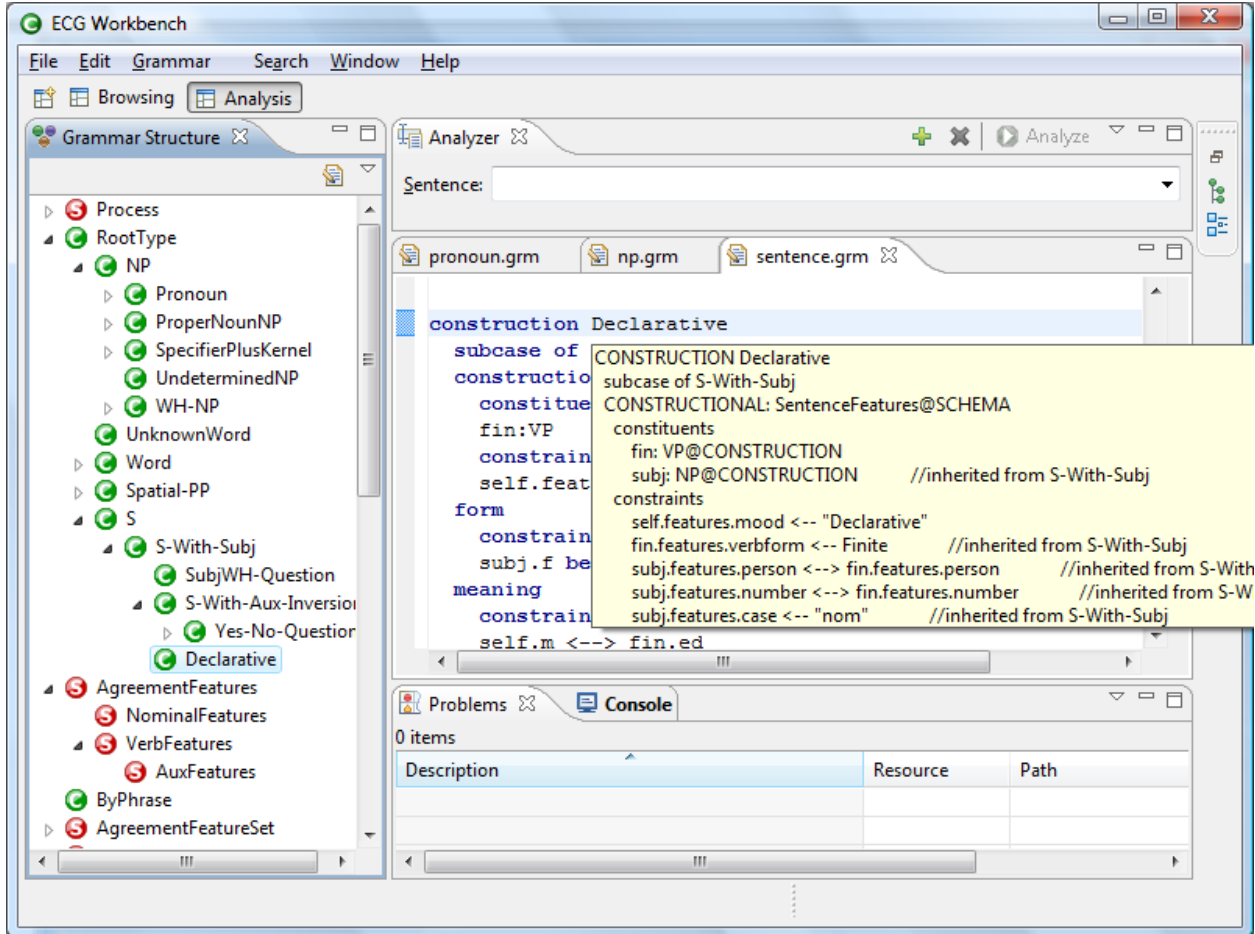 ECG Workbench
File Edit Grammar Search Window Help
Browsing Analysis
Grammar Structure
Process
RootType
NP
Pronoun
ProperNounNP
SpecifierPlusKernel
UndeterminedNP
WH-NP
UnknownWord
Word
Spatial-PP
S
S-With-Subj
SubjWH-Question
S-With-Aux-Inversion
Yes-No-Question
Declarative
AgreementFeatures
NominalFeatures
VerbFeatures
AuxFeatures
ByPhrase
AgreementFeatureSet
Analyzer Analyze
Sentence:
pronoun.grm np.grm sentence.grm
construction Declarative
subcase of
constructio
constitue
fin:VP
constrain
self.feat
form
constrain
subj.f be
meaning
constrain
self.m <--> fin.ed
CONSTRUCTION Declarative
subcase of S-With-Subj
CONSTRUCTIONAL: SentenceFeatures@SCHEMA
constituents
fin: VP@CONSTRUCTION
subj: NP@CONSTRUCTION //inherited from S-With-Subj
constraints
self.features.mood <-- "Declarative"
fin.features.verbform <-- Finite //inherited from S-With-Subj
subj.features.person <--> fin.features.person //inherited from S-With
subj.features.number <--> fin.features.number //inherited from S-W
subj.features.case <-- "nom" //inherited from S-With-Subj
Problems Console
0 items
Description Resource Path